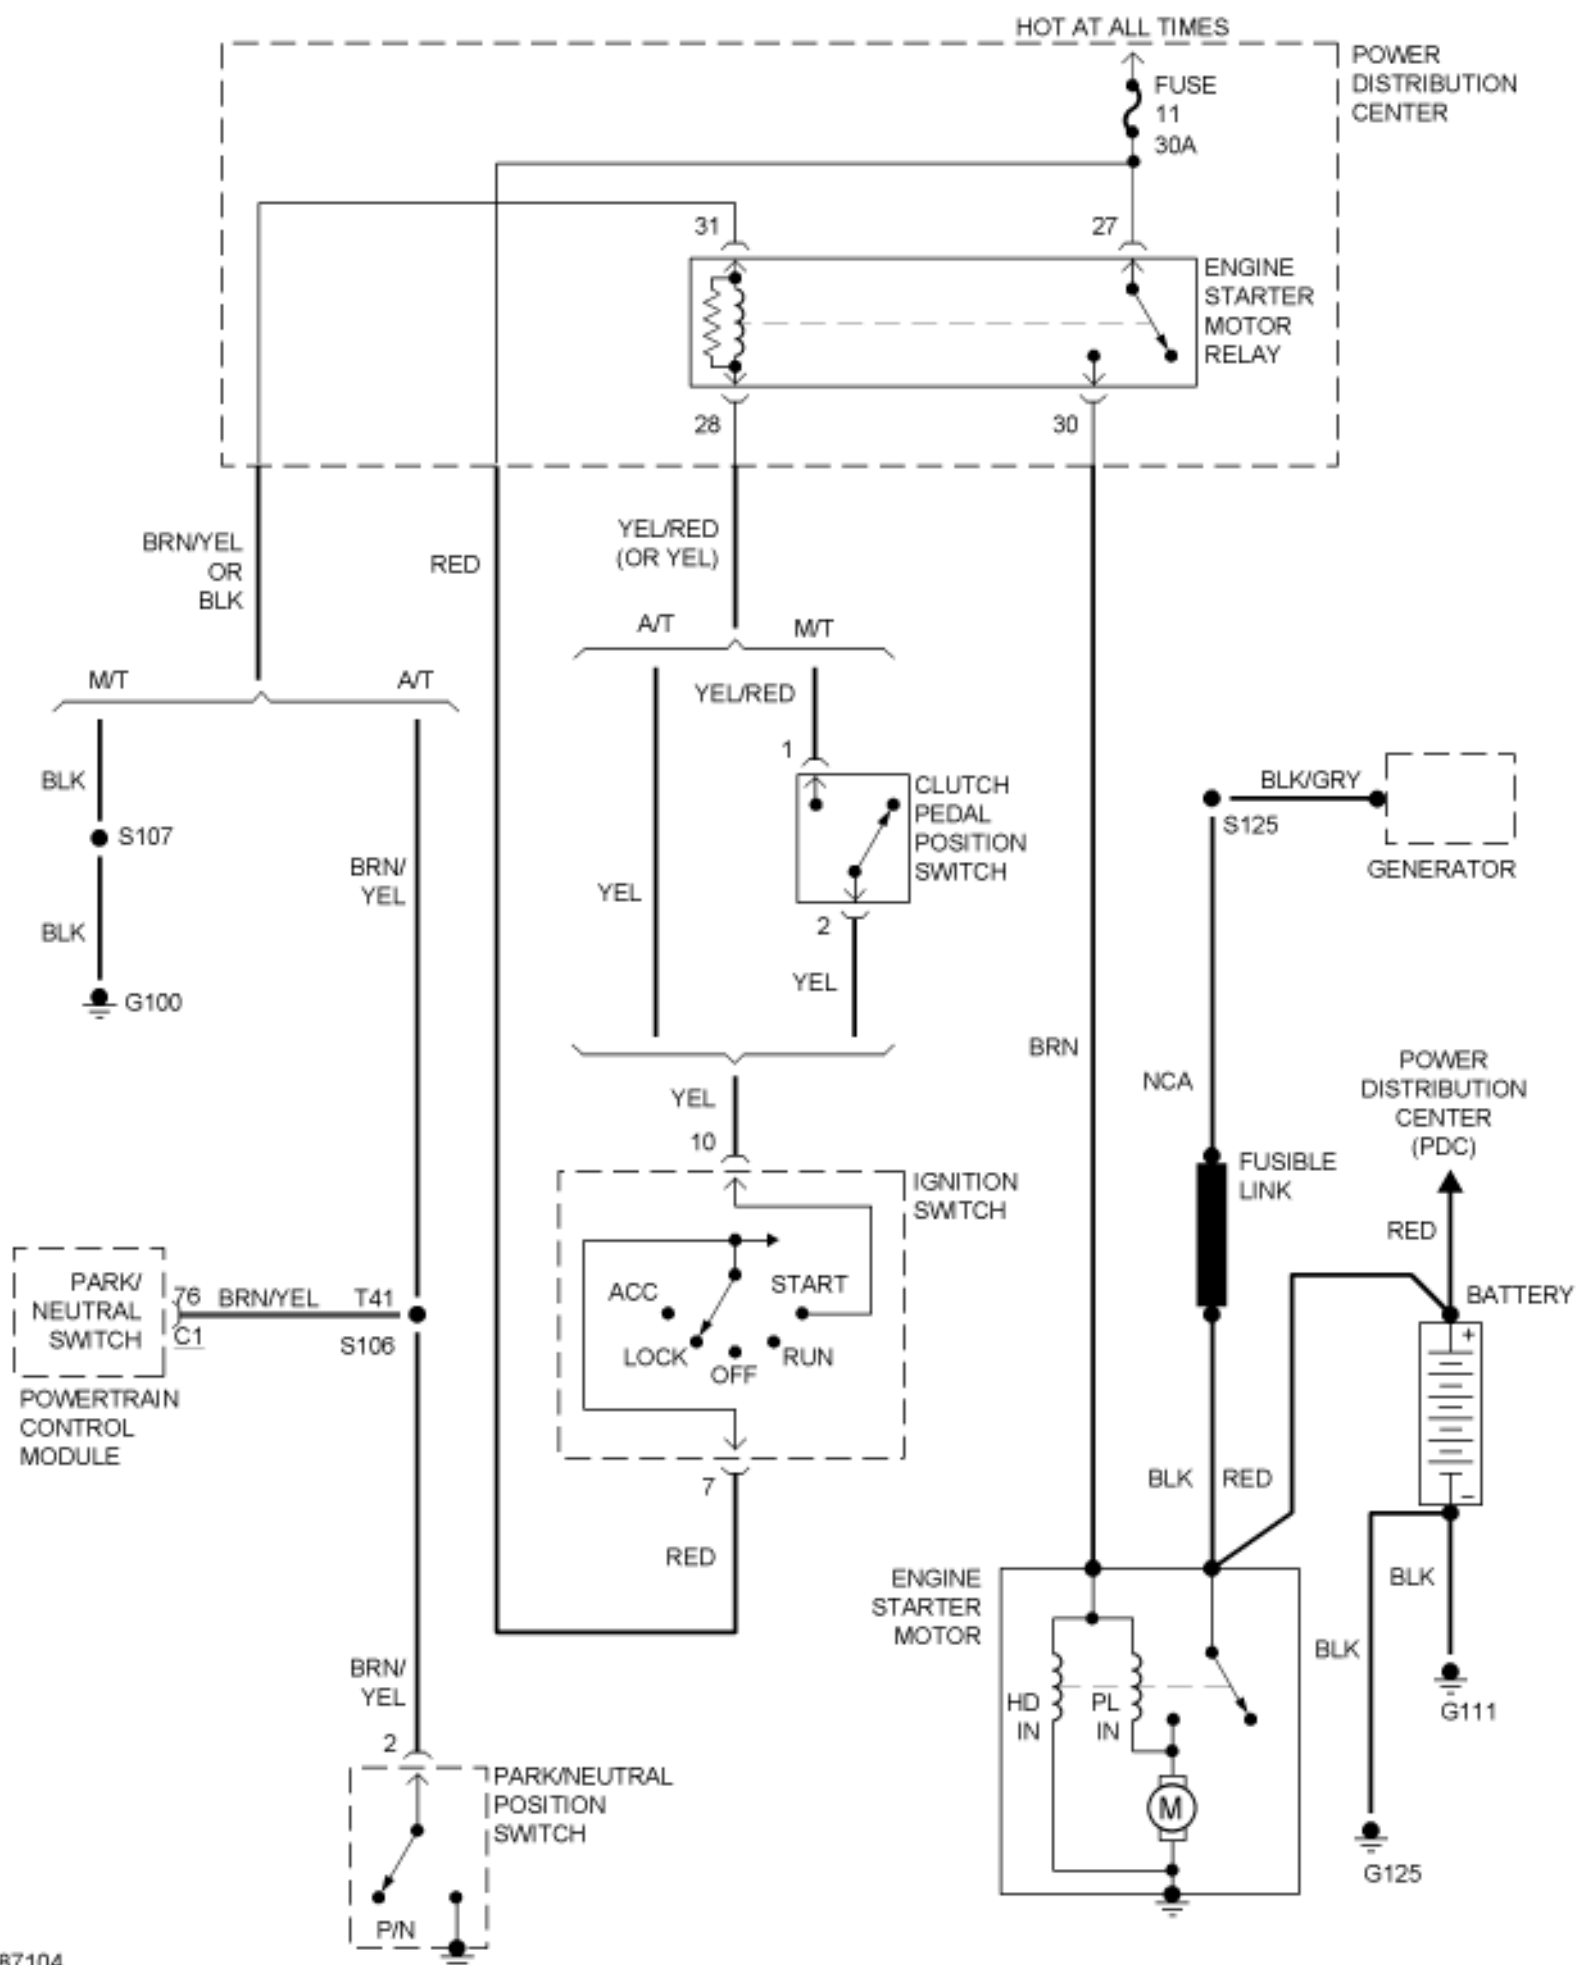 HOT AT ALL TIMES
POWER
DISTRIBUTION
CENTER
FUSE
11
30A
31
27
ENGINE
STARTER
MOTOR
RELAY
28
30
BRN/YEL
OR
BLK
RED
YEL/RED
(OR YEL)
A/T
M/T
M/T
A/T
YEL/RED
1
CLUTCH
PEDAL
POSITION
SWITCH
2
BLK
S107
BLK
G100
BRN/
YEL
YEL
YEL
BLK/GRY
S125
GENERATOR
BRN
NCA
POWER
DISTRIBUTION
CENTER
(PDC)
YEL
10
FUSIBLE
LINK
RED
IGNITION
SWITCH
ACC
START
LOCK
OFF
RUN
BATTERY
+
−
PARK/
NEUTRAL
SWITCH
76
C1
BRN/YEL
T41
S106
POWERTRAIN
CONTROL
MODULE
7
RED
BLK
RED
ENGINE
STARTER
MOTOR
BLK
BLK
HD
IN
PL
IN
M
G111
G125
BRN/
YEL
2
PARK/NEUTRAL
POSITION
SWITCH
P/N
87104